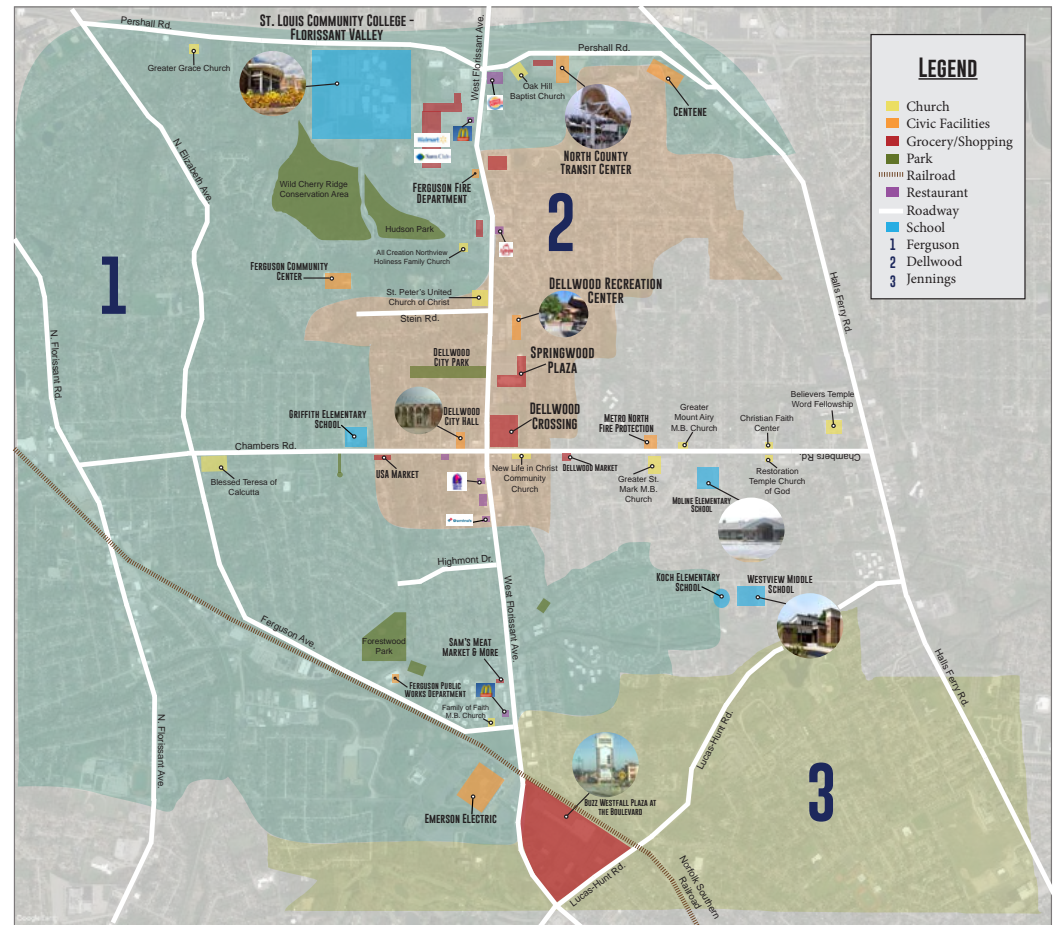 St. Louis Community College -
Florissant Valley
Pershall Rd.
West Florissant Ave.
Pershall Rd.
Greater Grace Church
Oak Hill
Baptist Church
Centene
North County
Transit Center
Walmart
Sam's Club
N. Elizabeth Ave.
Wild Cherry Ridge
Conservation Area
Ferguson Fire
Department
Hudson Park
2
All Creation Northview
Holiness Family Church
1
Ferguson Community
Center
St. Peter's United
Church of Christ
Stein Rd.
Dellwood Recreation
Center
Halls Ferry Rd.
N. Florissant Rd.
Dellwood
City Park
Springwood
Plaza
Griffith Elementary
School
Dellwood
City Hall
Dellwood
Crossing
Metro North
Fire Protection
Greater
Mount Airy
M.B. Church
Christian Faith
Center
Believers Temple
Word Fellowship
Chambers Rd.
Chambers Rd.
Blessed Teresa of
Calcutta
USA Market
New Life in Christ
Community
Church
Dellwood Market
Greater St.
Mark M.B.
Church
Moline Elementary
School
Restoration
Temple Church
of God
Highmont Dr.
West Florissant Ave.
Koch Elementary
School
Westview Middle
School
Ferguson Ave.
Forestwood
Park
Sam's Meat
Market & More
Ferguson Public
Works Department
Family of Faith
M.B. Church
Halls Ferry Rd.
N. Florissant Ave.
Lucas-Hunt Rd.
3
Buzz Westfall Plaza at
the Boulevard
Emerson Electric
Lucas-Hunt Rd.
Norfolk Southern
Railroad
Google earth
Legend
Church
Civic Facilities
Grocery/Shopping
Park
Railroad
Restaurant
Roadway
School
1 Ferguson
2 Dellwood
3 Jennings